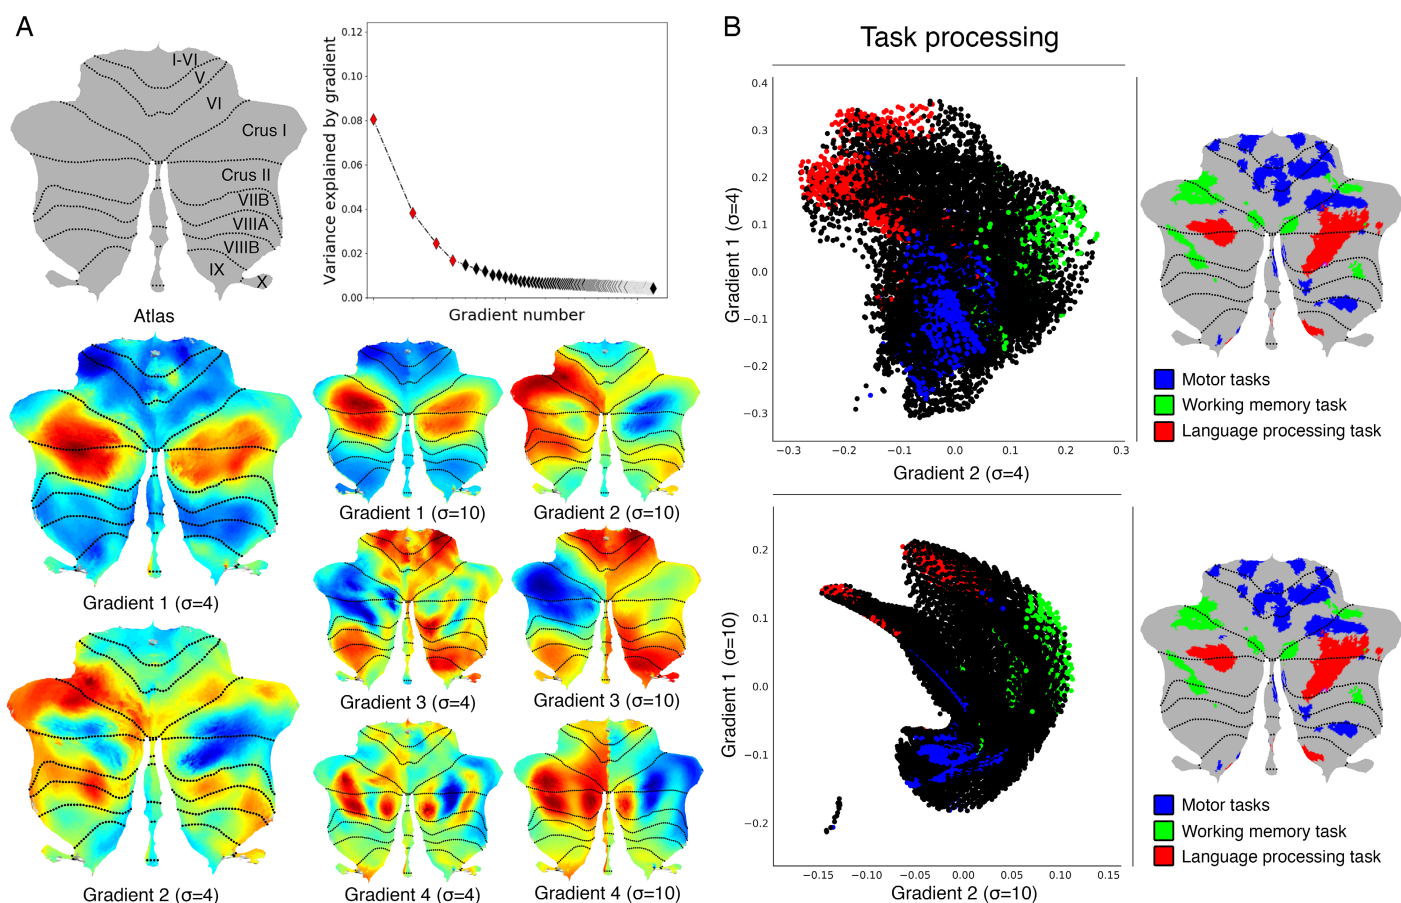 A
I-VI
V
VI
Crus I
Crus II
VIIB
VIIIA
VIIIB
IX
X
Atlas
Variance explained by gradient
0.12
0.10
0.08
0.06
0.04
0.02
0.00
Gradient number
Gradient 1 (σ=4)
Gradient 2 (σ=4)
Gradient 1 (σ=10)
Gradient 2 (σ=10)
Gradient 3 (σ=4)
Gradient 3 (σ=10)
Gradient 4 (σ=4)
Gradient 4 (σ=10)
B
Task processing
Gradient 1 (σ=4)
0.4
0.3
0.2
0.1
0.0
−0.1
−0.2
−0.3
−0.3 −0.2 −0.1 0.0 0.1 0.2 0.3
Gradient 2 (σ=4)
Motor tasks
Working memory task
Language processing task
Gradient 1 (σ=10)
0.2
0.1
0.0
−0.1
−0.2
−0.15 −0.05 0.00 0.05 0.10 0.15
Gradient 2 (σ=10)
Motor tasks
Working memory task
Language processing task